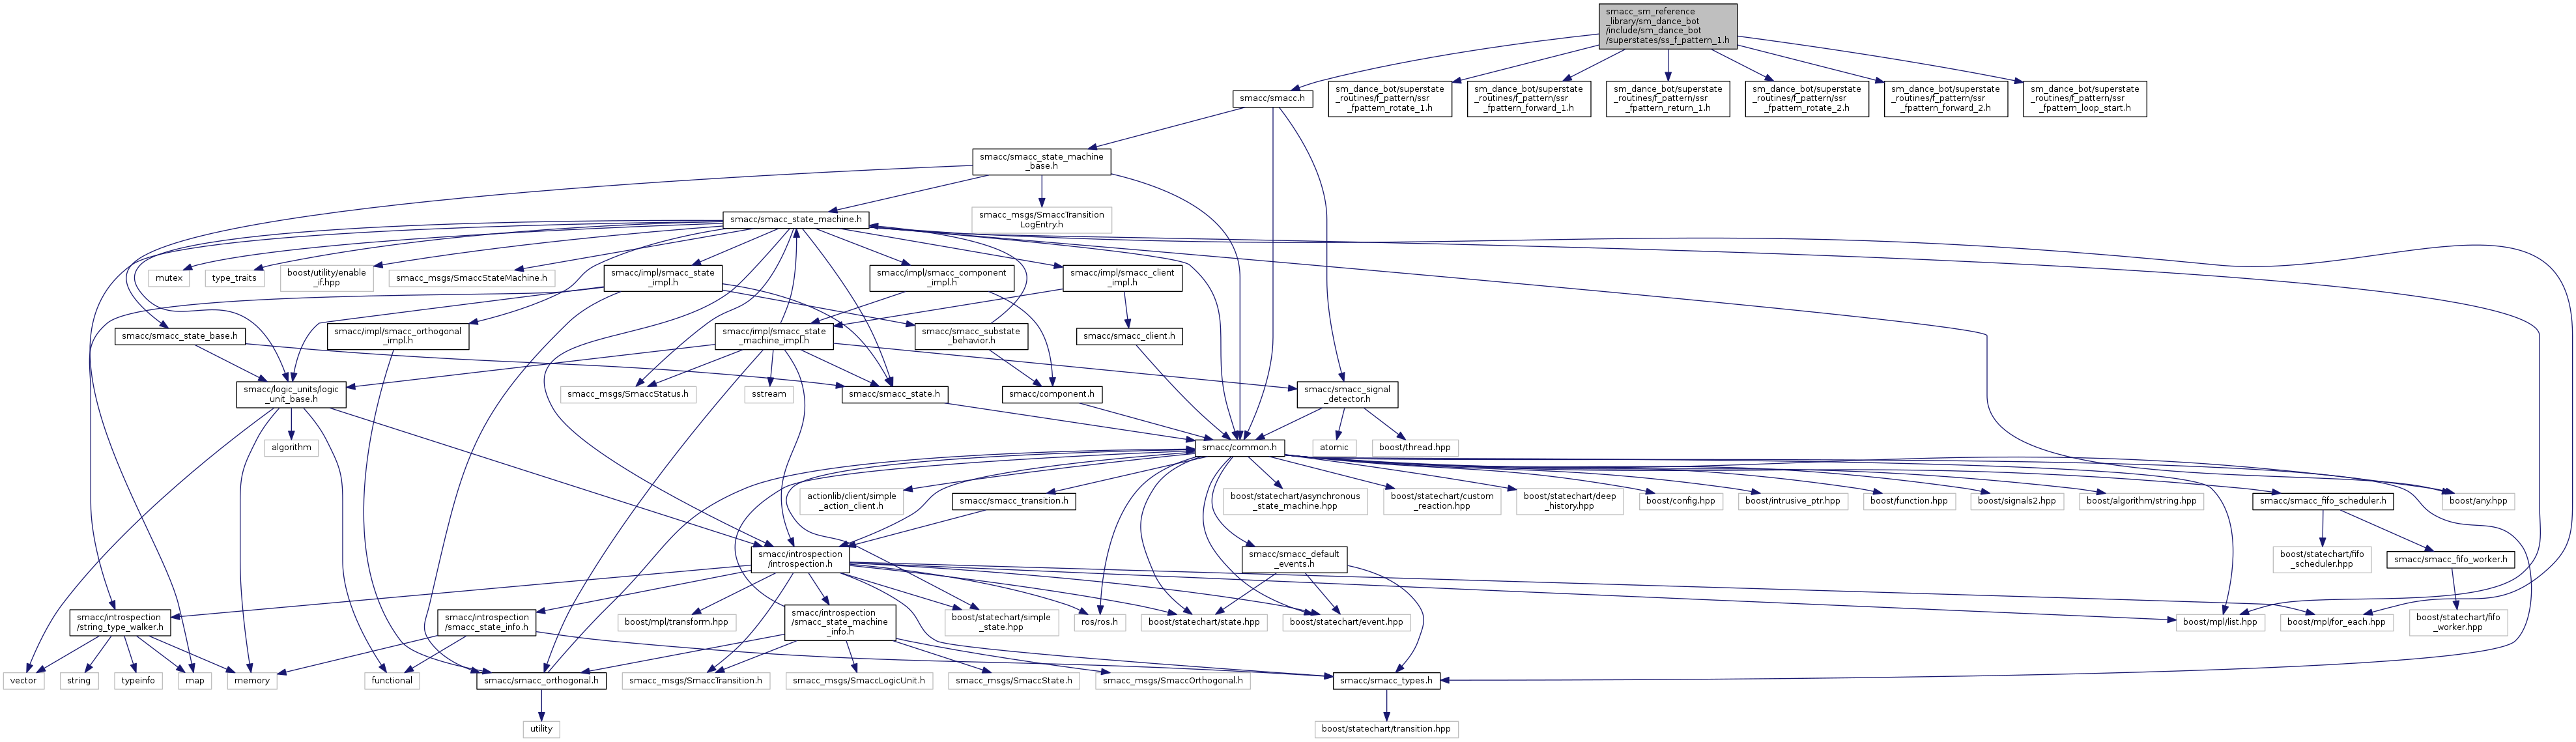 smacc_sm_reference
_library/sm_dance_bot
/include/sm_dance_bot
/superstates/ss_f_pattern_1.h
smacc/smacc.h
sm_dance_bot/superstate
_routines/f_pattern/ssr
_fpattern_rotate_1.h
sm_dance_bot/superstate
_routines/f_pattern/ssr
_fpattern_forward_1.h
sm_dance_bot/superstate
_routines/f_pattern/ssr
_fpattern_return_1.h
sm_dance_bot/superstate
_routines/f_pattern/ssr
_fpattern_rotate_2.h
sm_dance_bot/superstate
_routines/f_pattern/ssr
_fpattern_forward_2.h
sm_dance_bot/superstate
_routines/f_pattern/ssr
_fpattern_loop_start.h
smacc/smacc_state_machine
_base.h
smacc/smacc_state_machine.h
smacc_msgs/SmaccTransition
LogEntry.h
mutex
type_traits
boost/utility/enable
_if.hpp
smacc_msgs/SmaccStateMachine.h
smacc/impl/smacc_state
_impl.h
smacc/impl/smacc_component
_impl.h
smacc/impl/smacc_client
_impl.h
smacc/smacc_state_base.h
smacc/impl/smacc_orthogonal
_impl.h
smacc/impl/smacc_state
_machine_impl.h
smacc/smacc_substate
_behavior.h
smacc/smacc_client.h
smacc/logic_units/logic
_unit_base.h
smacc_msgs/SmaccStatus.h
sstream
smacc/smacc_state.h
smacc/component.h
smacc/smacc_signal
_detector.h
algorithm
smacc/common.h
atomic
boost/thread.hpp
actionlib/client/simple
_action_client.h
smacc/smacc_transition.h
boost/statechart/asynchronous
_state_machine.hpp
boost/statechart/custom
_reaction.hpp
boost/statechart/deep
_history.hpp
boost/config.hpp
boost/intrusive_ptr.hpp
boost/function.hpp
boost/signals2.hpp
boost/algorithm/string.hpp
smacc/smacc_fifo_scheduler.h
boost/any.hpp
smacc/introspection
/introspection.h
smacc/smacc_default
_events.h
boost/statechart/fifo
_scheduler.hpp
smacc/smacc_fifo_worker.h
smacc/introspection
/string_type_walker.h
smacc/introspection
/smacc_state_info.h
boost/mpl/transform.hpp
smacc/introspection
/smacc_state_machine
_info.h
boost/statechart/simple
_state.hpp
ros/ros.h
boost/statechart/state.hpp
boost/statechart/event.hpp
boost/mpl/list.hpp
boost/mpl/for_each.hpp
boost/statechart/fifo
_worker.hpp
vector
string
typeinfo
map
memory
functional
smacc/smacc_orthogonal.h
smacc_msgs/SmaccTransition.h
smacc_msgs/SmaccLogicUnit.h
smacc_msgs/SmaccState.h
smacc_msgs/SmaccOrthogonal.h
smacc/smacc_types.h
utility
boost/statechart/transition.hpp